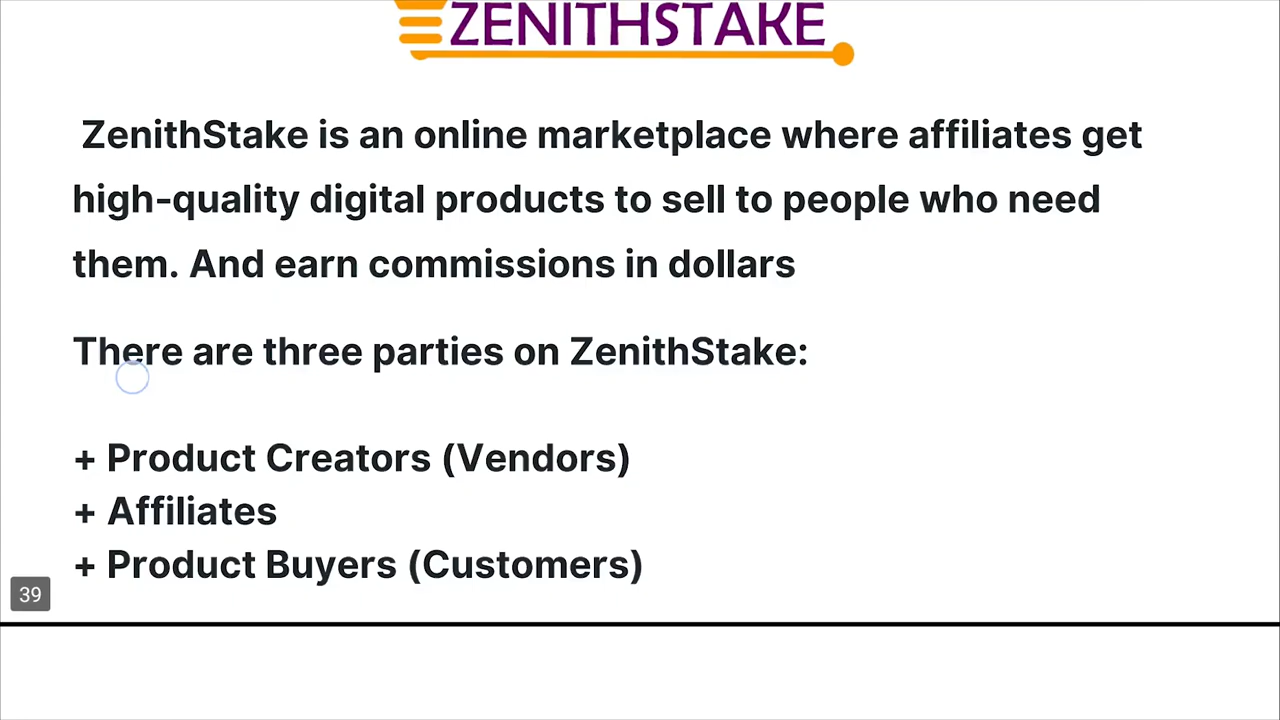 ZENITHSTAKE
ZenithStake is an online marketplace where affiliates get
high-quality digital products to sell to people who need
them. And earn commissions in dollars
There are three parties on ZenithStake:
+ Product Creators (Vendors)
+ Affiliates
+ Product Buyers (Customers)
39